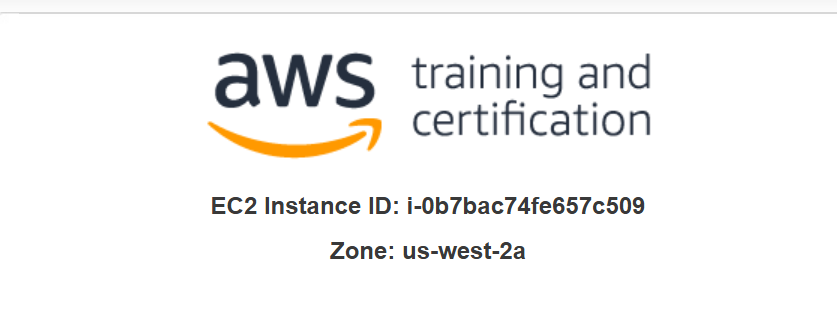 aws training and
certification
EC2 Instance ID: i-0b7bac74fe657c509
Zone: us-west-2a